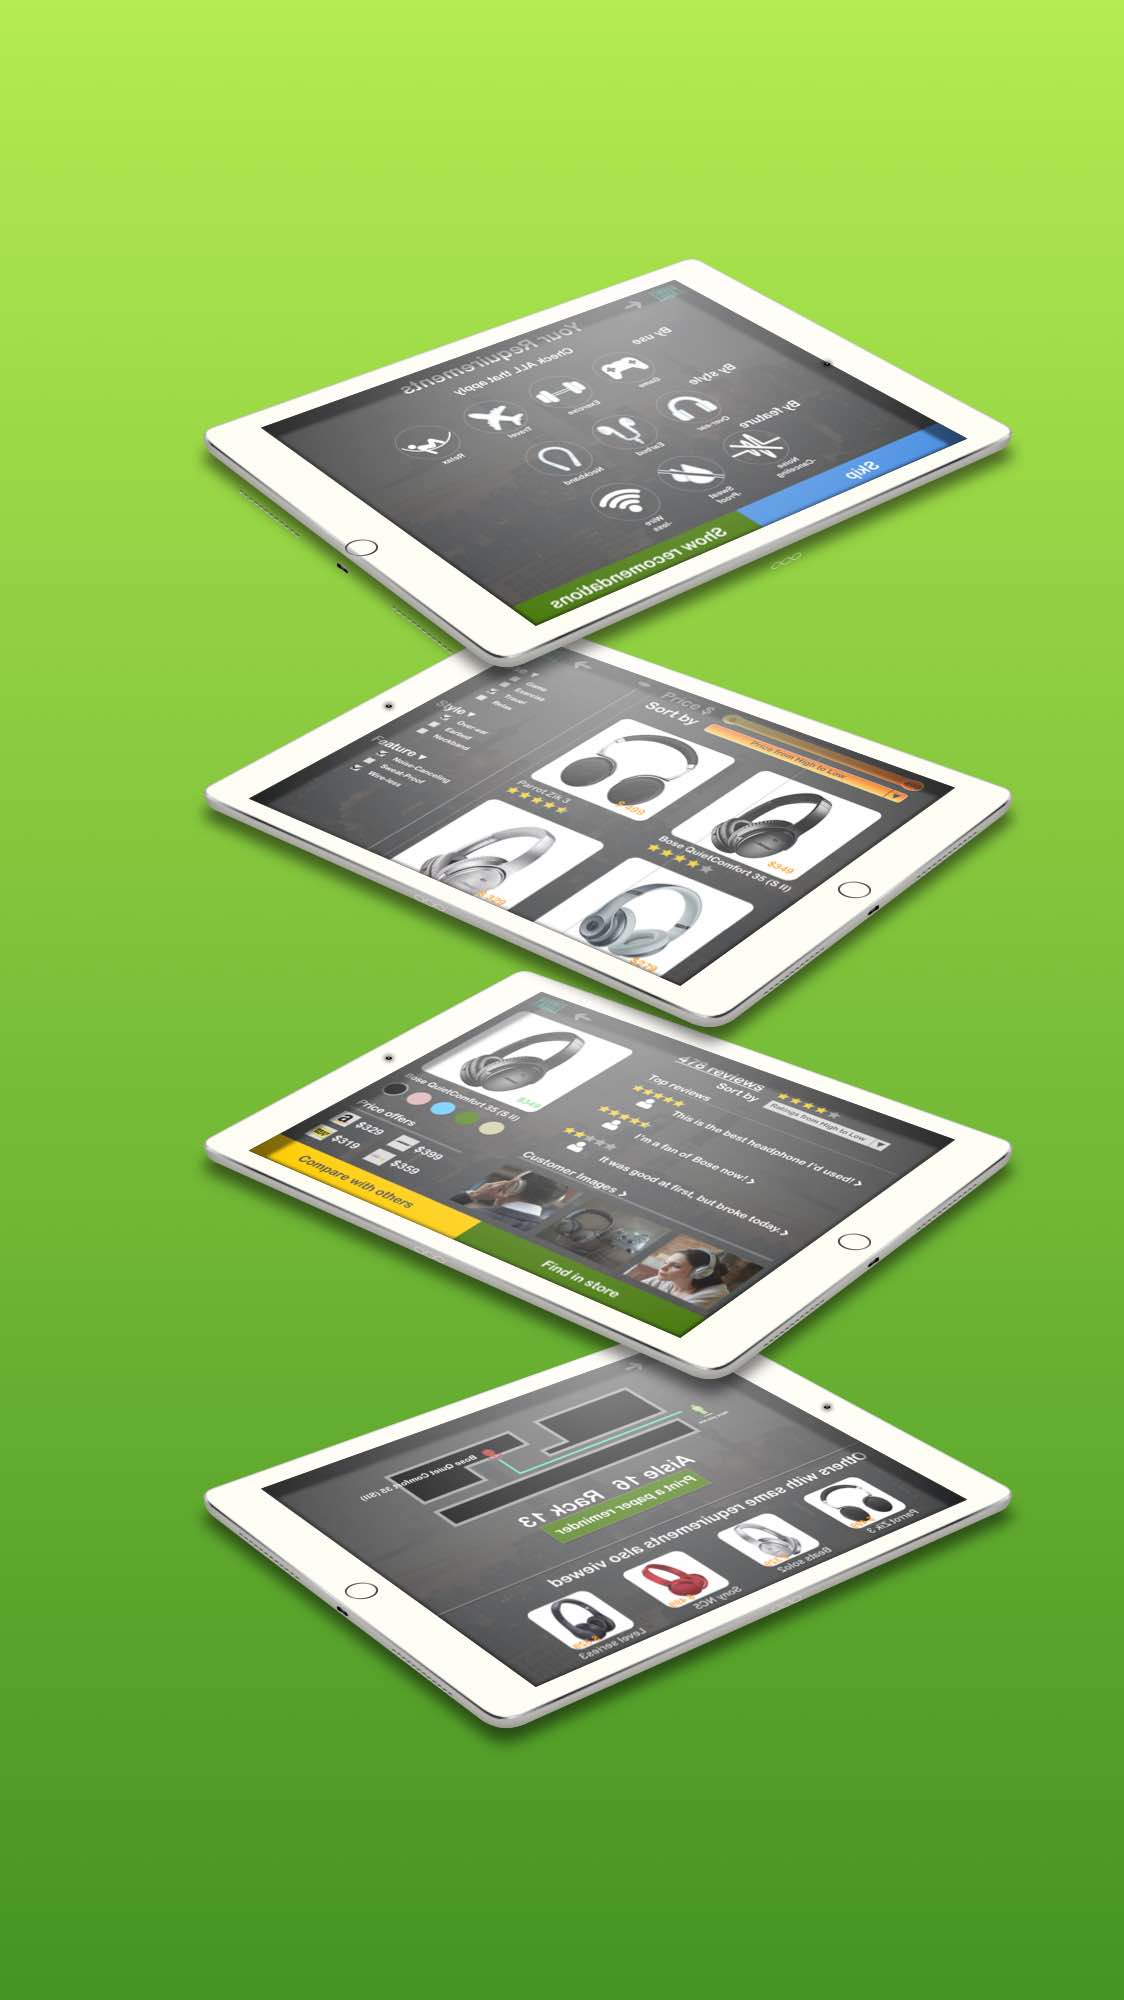 Your Requirements
Check ALL that apply
By use
Game
Exercise
Travel
Relax
By style
Over-ear
Earbud
Neckband
By feature
Noise
-Canceling
Sweat
-Proof
Wire
-less
Skip
Show recomendations
Game
Exercise
Travel
Relax
Style
Over-ear
Earbud
Neckband
Feature
Noise-Canceling
Sweat-Proof
Wire-less
Price $
Sort by
Price from High to Low
Parrot Zik 3
$499
Bose QuietComfort 35 (S II)
$349
$329
$279
Bose QuietComfort 35 (S II)
$349
Price offers
$329
$399
$319
$359
Compare with others
476 reviews
Sort by
Ratings from High to Low
Top reviews
This is the best headphone I'd used!
I'm a fan of Bose now!
It was good at first, but broke today.
Customer Images
Find in store
Bose Quiet Comfort 35 (SII)
Aisle 16 Rack 13
Print a paper reminder
Others with same requirements also viewed
Parrot Zik 3
Beats solo2
Sony NC5
Level series3